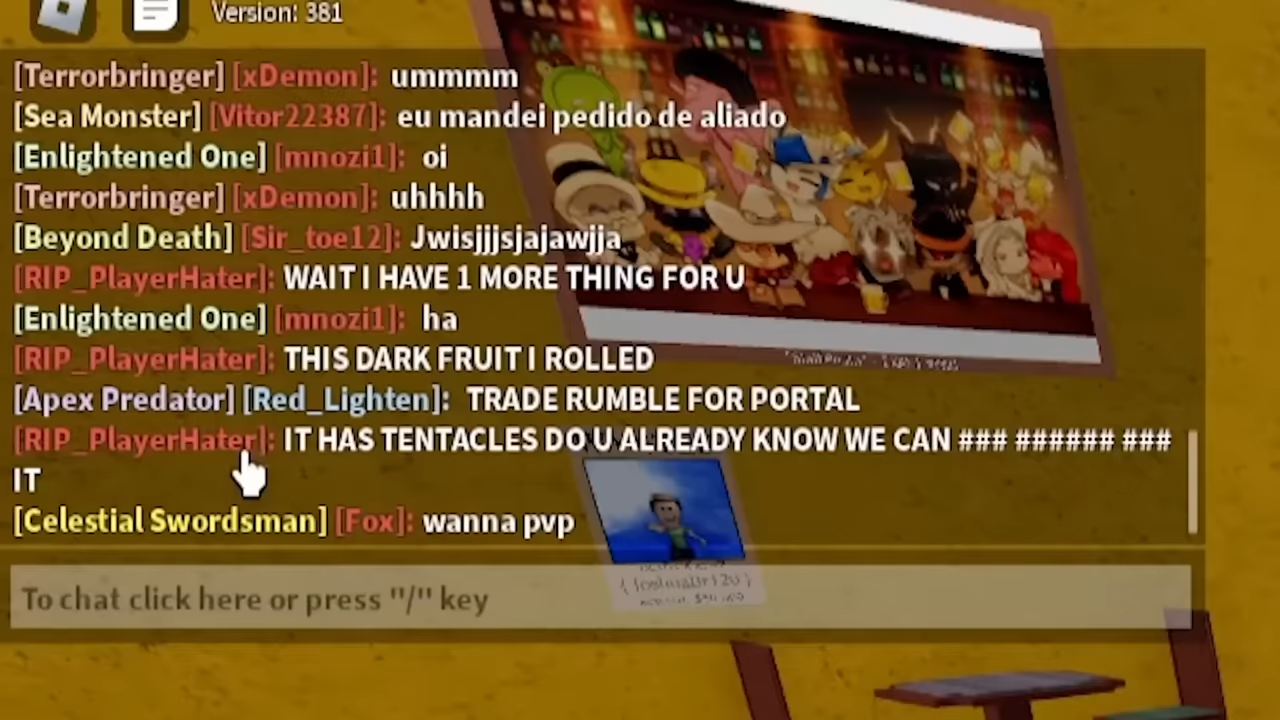 Version: 381
[Terrorbringer] [xDemon]: ummmm
[Sea Monster] [Vitor22387]: eu mandei pedido de aliado
[Enlightened One] [mnozi1]: oi
[Terrorbringer] [xDemon]: uhhhh
[Beyond Death] [Sir_toe12]: Jwisjjjsjajawjja
[RIP_PlayerHater]: WAIT I HAVE 1 MORE THING FOR U
[Enlightened One] [mnozi1]: ha
[RIP_PlayerHater]: THIS DARK FRUIT I ROLLED
[Apex Predator] [Red_Lighten]: TRADE RUMBLE FOR PORTAL
[RIP_PlayerHater]: IT HAS TENTACLES DO U ALREADY KNOW WE CAN ### ###### ###
IT
[Celestial Swordsman] [Fox]: wanna pvp
To chat click here or press "/" key